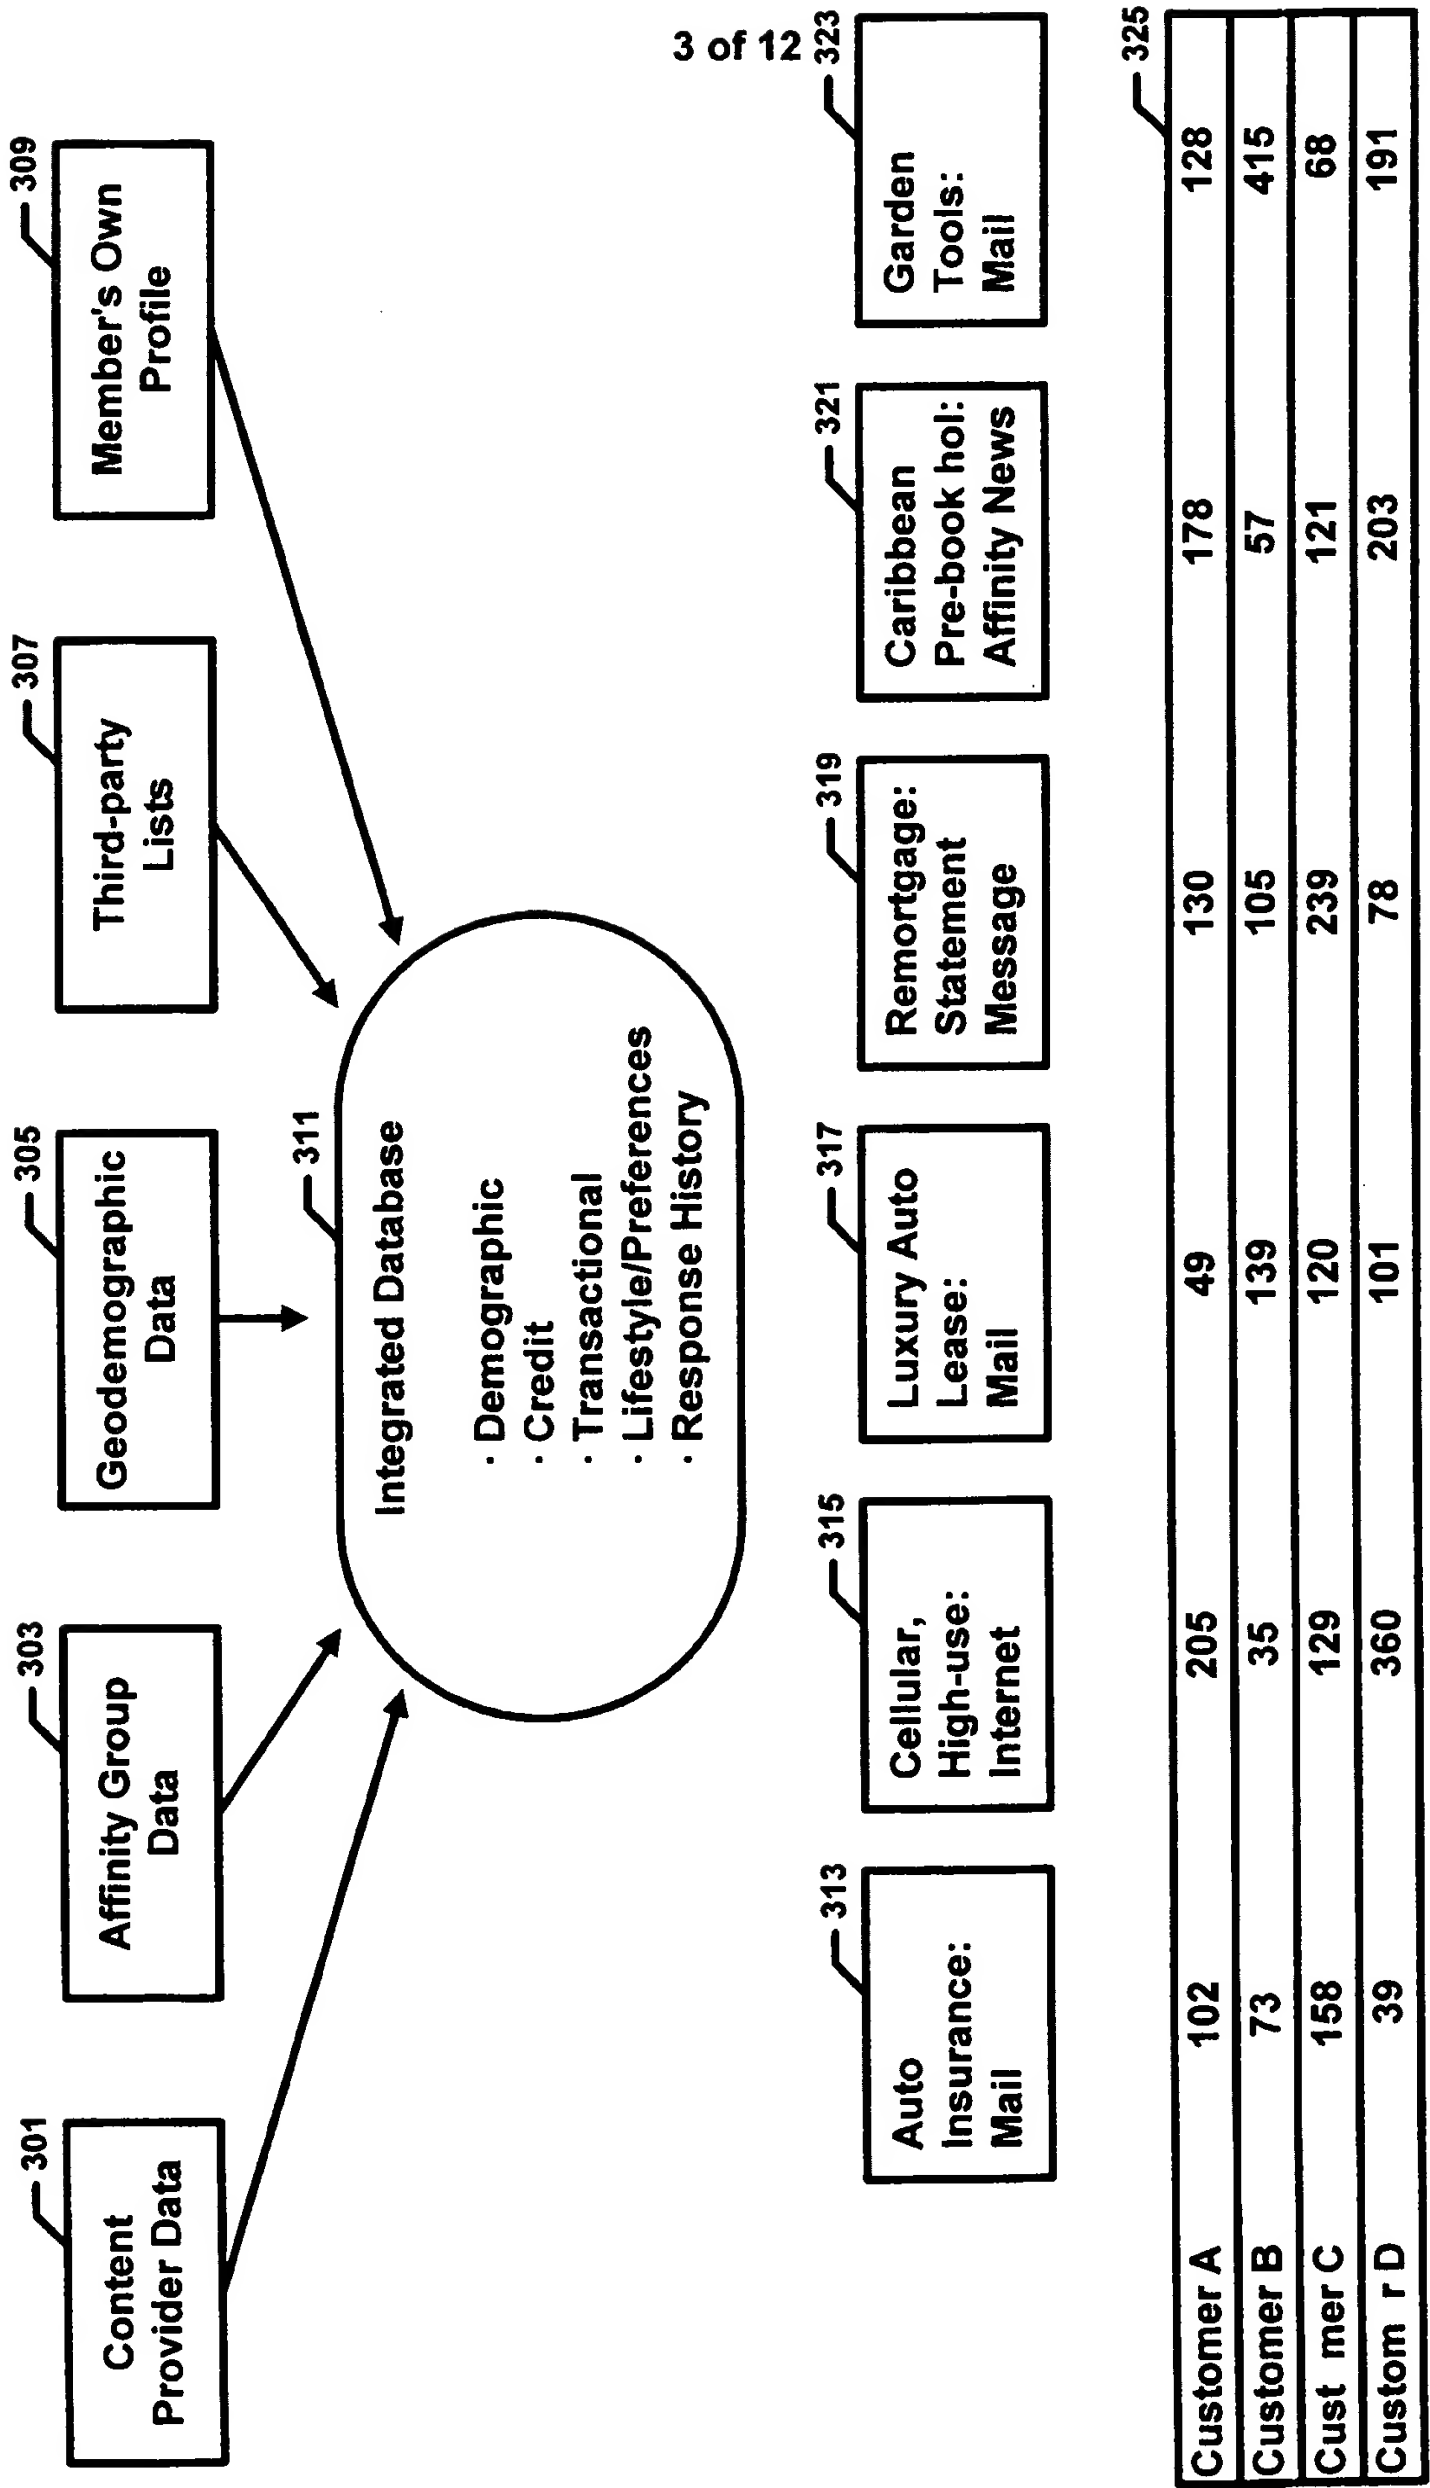 3 of 12
301
Content
Provider Data
303
Affinity Group
Data
305
Geodemographic
Data
307
Third-party
Lists
309
Member's Own
Profile
311
Integrated Database
· Demographic
· Credit
· Transactional
· Lifestyle/Preferences
· Response History
313
Auto
Insurance:
Mail
315
Cellular,
High-use:
Internet
317
Luxury Auto
Lease:
Mail
319
Remortgage:
Statement
Message
321
Caribbean
Pre-book hol:
Affinity News
323
Garden
Tools:
Mail
325
Customer A 102 205 49 130 178 128
Customer B 73 35 139 105 57 415
Cust mer C 158 129 120 239 121 68
Custom r D 39 360 101 78 203 191